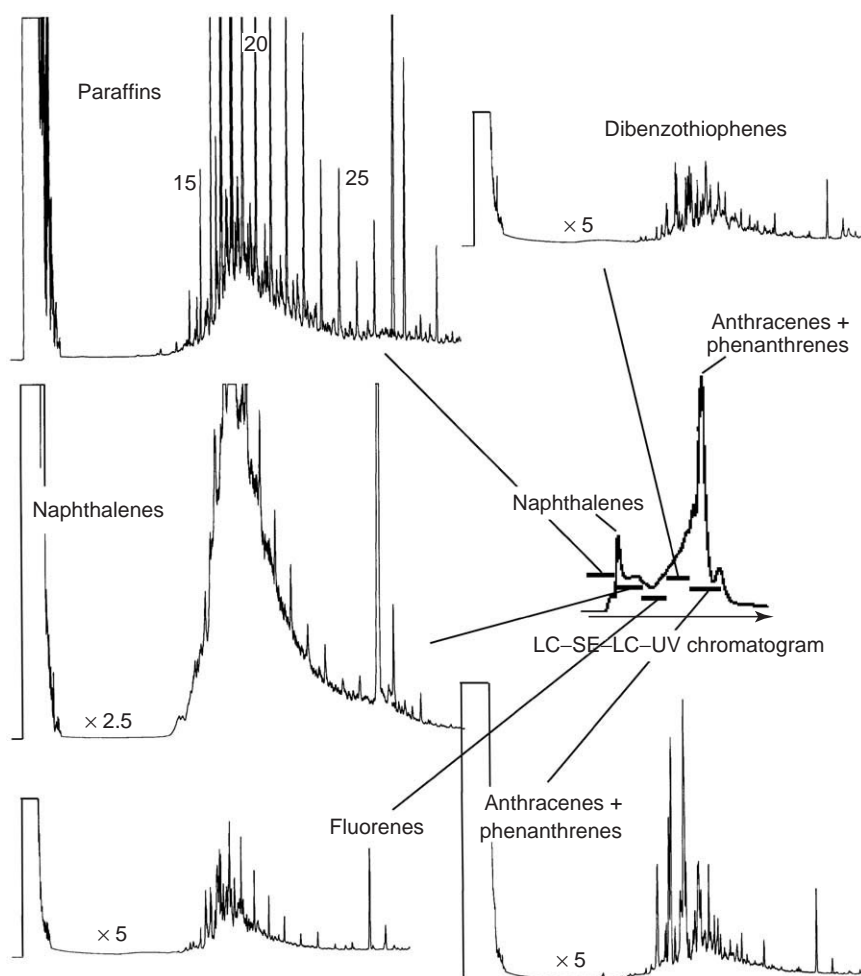 20
Paraffins
15
25
Dibenzothiophenes
× 5
Anthracenes +
phenanthrenes
Naphthalenes
Naphthalenes
LC–SE–LC–UV chromatogram
× 2.5
Fluorenes
× 5
Anthracenes +
phenanthrenes
×5